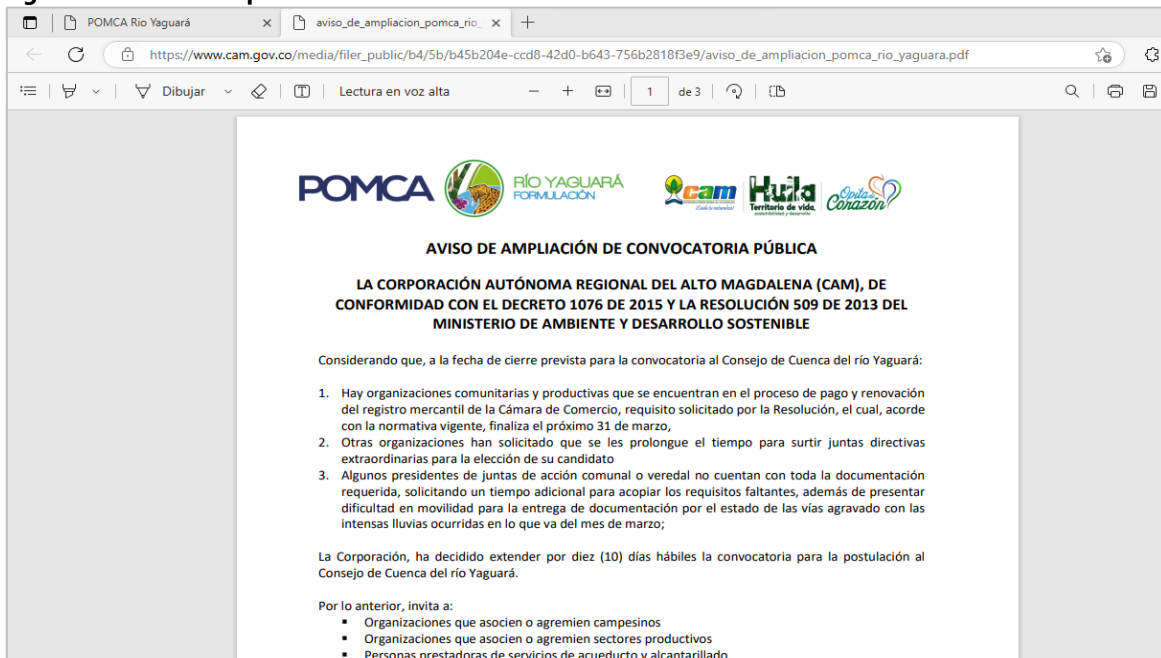 POMCA Rio Yaguará
aviso_de_ampliacion_pomca_rio_
https://www.cam.gov.co/media/filer_public/b4/5b/b45b204e-ccd8-42d0-b643-756b2818f3e9/aviso_de_ampliacion_pomca_rio_yaguara.pdf
Dibujar
Lectura en voz alta
1
de 3
POMCA
RÍO YAGUARÁ
FORMULACIÓN
cam
Huila
Territorio de vida,
sostenibilidad y desarrollo
Opita de
Corazón
AVISO DE AMPLIACIÓN DE CONVOCATORIA PÚBLICA
LA CORPORACIÓN AUTÓNOMA REGIONAL DEL ALTO MAGDALENA (CAM), DE
CONFORMIDAD CON EL DECRETO 1076 DE 2015 Y LA RESOLUCIÓN 509 DE 2013 DEL
MINISTERIO DE AMBIENTE Y DESARROLLO SOSTENIBLE
Considerando que, a la fecha de cierre prevista para la convocatoria al Consejo de Cuenca del río Yaguará:
1. Hay organizaciones comunitarias y productivas que se encuentran en el proceso de pago y renovación
del registro mercantil de la Cámara de Comercio, requisito solicitado por la Resolución, el cual, acorde
con la normativa vigente, finaliza el próximo 31 de marzo,
2. Otras organizaciones han solicitado que se les prolongue el tiempo para surtir juntas directivas
extraordinarias para la elección de su candidato
3. Algunos presidentes de juntas de acción comunal o veredal no cuentan con toda la documentación
requerida, solicitando un tiempo adicional para acopiar los requisitos faltantes, además de presentar
dificultad en movilidad para la entrega de documentación por el estado de las vías agravado con las
intensas lluvias ocurridas en lo que va del mes de marzo;
La Corporación, ha decidido extender por diez (10) días hábiles la convocatoria para la postulación al
Consejo de Cuenca del río Yaguará.
Por lo anterior, invita a:
▪ Organizaciones que asocien o agremien campesinos
▪ Organizaciones que asocien o agremien sectores productivos
▪ Personas prestadoras de servicios de acueducto y alcantarillado